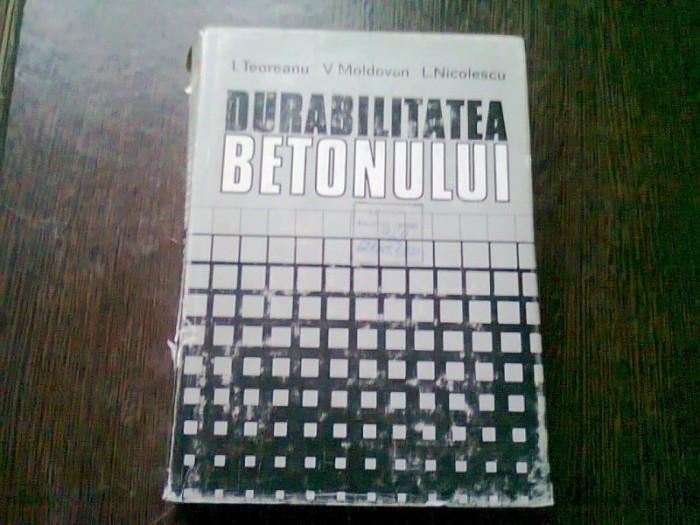 I. Teoreanu V. Moldovan L. Nicolescu
DURABILITATEA
BETONULUI